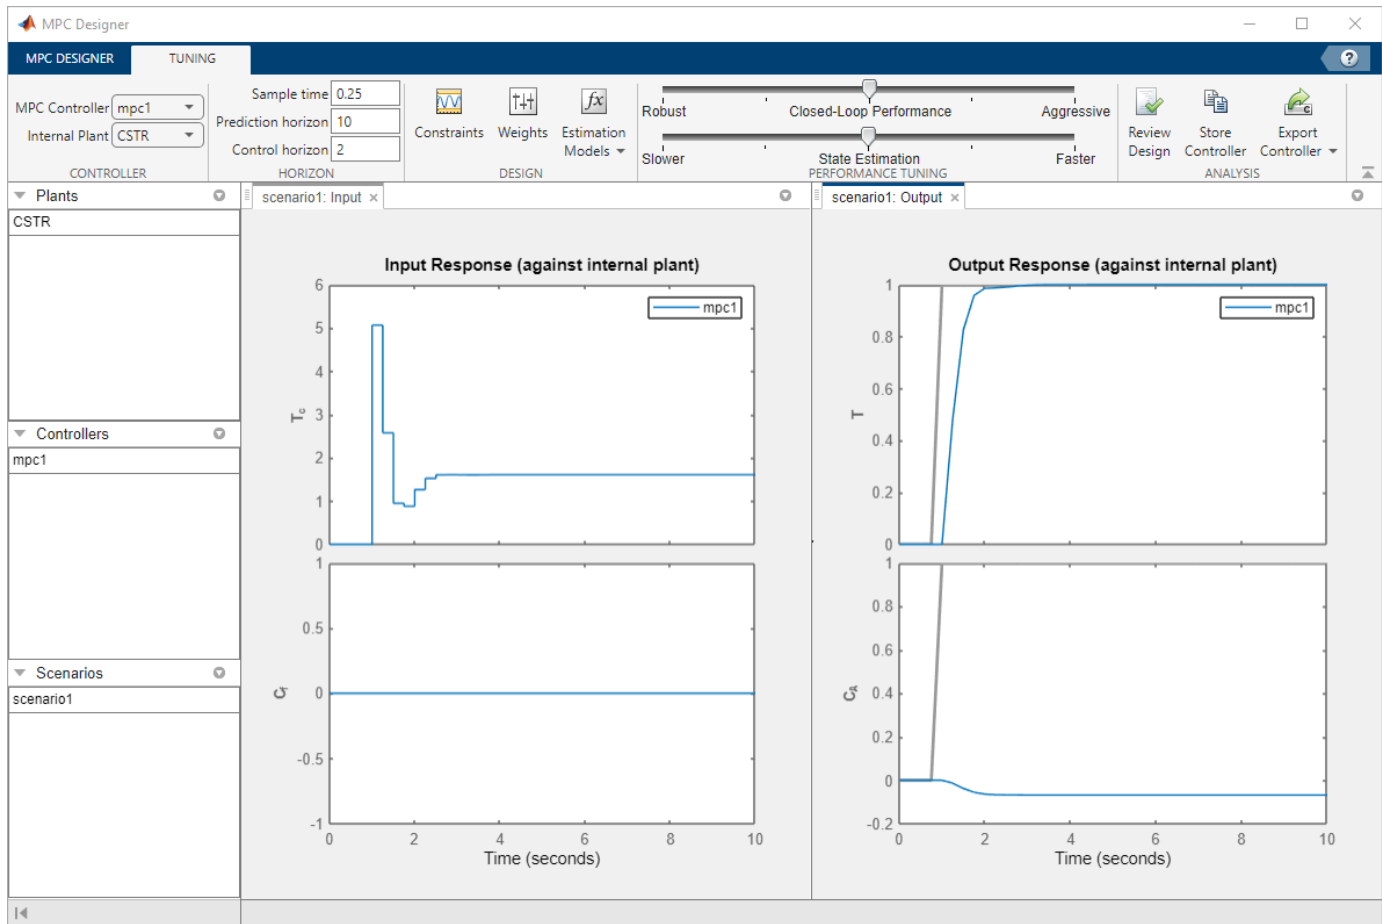 MPC Designer
MPC DESIGNER
TUNING
?
MPC Controller mpc1
Internal Plant CSTR
CONTROLLER
Sample time 0.25
Prediction horizon 10
Control horizon 2
HORIZON
Constraints
Weights
fx
Estimation
Models
DESIGN
Robust
Closed-Loop Performance
Aggressive
Slower
State Estimation
Faster
PERFORMANCE TUNING
Review
Design
Store
Controller
C
Export
Controller
ANALYSIS
Plants
CSTR
Controllers
mpc1
Scenarios
scenario1
scenario1: Input
Input Response (against internal plant)
mpc1
6
5
4
3
2
1
0
Tc
1
0.5
0
-0.5
-1
Cf
0 2 4 6 8 10
Time (seconds)
scenario1: Output
Output Response (against internal plant)
mpc1
1
0.8
0.6
0.4
0.2
0
T
1
0.8
0.6
0.4
0.2
0
-0.2
CA
0 2 4 6 8 10
Time (seconds)